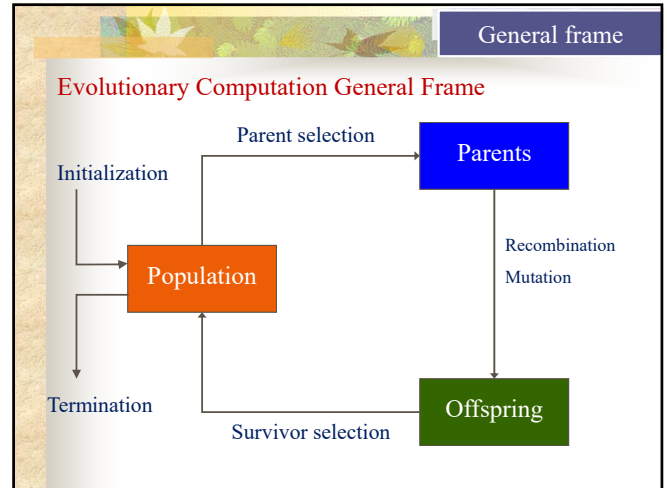 General frame
Evolutionary Computation General Frame
Parent selection
Parents
Initialization
Recombination
Mutation
Population
Termination
Offspring
Survivor selection